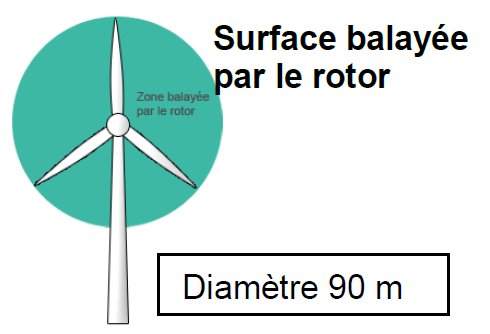 Surface balayée
par le rotor
Zone balayée
par le rotor
Diamètre 90 m